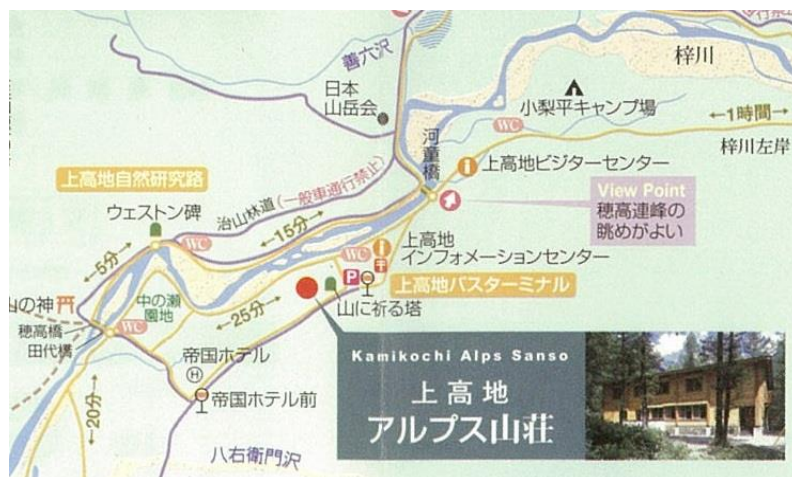 善六沢
梓川
日本
山岳会
小梨平キャンプ場
←1時間→
WC
河童橋
梓川左岸
上高地ビジターセンター
上高地自然研究路
治山林道(一般車通行禁止)
View Point
穂高連峰の
眺めがよい
ウェストン碑
WC
←15分→
上高地
インフォメーションセンター
WC
←5分→
P
上高地バスターミナル
中の瀬
園地
←25分→
山に祈る塔
の神
穂高橋
田代橋
WC
帝国ホテル
H
帝国ホテル前
←20分→
八右衛門沢
Kamikochi Alps Sanso
上高地
アルプス山荘